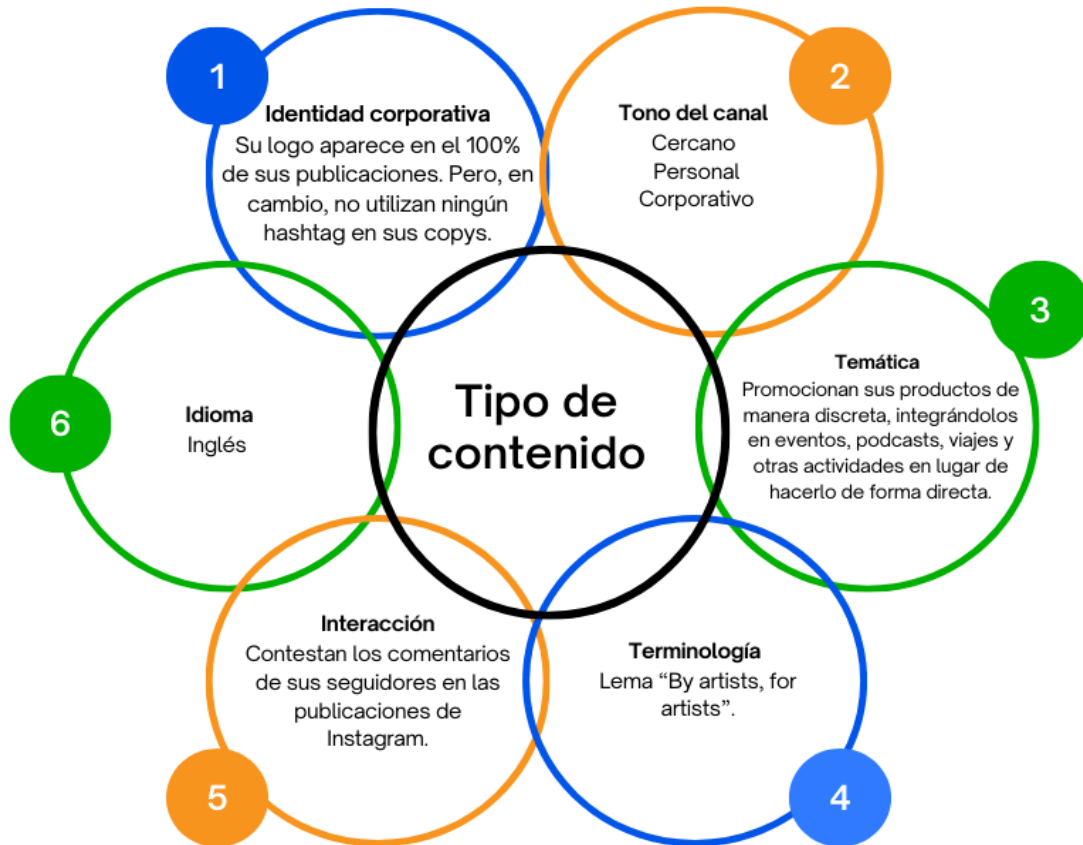 1
Identidad corporativa
Su logo aparece en el 100%
de sus publicaciones. Pero, en
cambio, no utilizan ningún
hashtag en sus copys.
2
Tono del canal
Cercano
Personal
Corporativo
3
Temática
Promocionan sus productos de
manera discreta, integrándolos
en eventos, podcasts, viajes y
otras actividades en lugar de
hacerlo de forma directa.
Tipo de
contenido
4
Terminología
Lema “By artists, for
artists”.
5
Interacción
Contestan los comentarios
de sus seguidores en las
publicaciones de
Instagram.
6
Idioma
Inglés